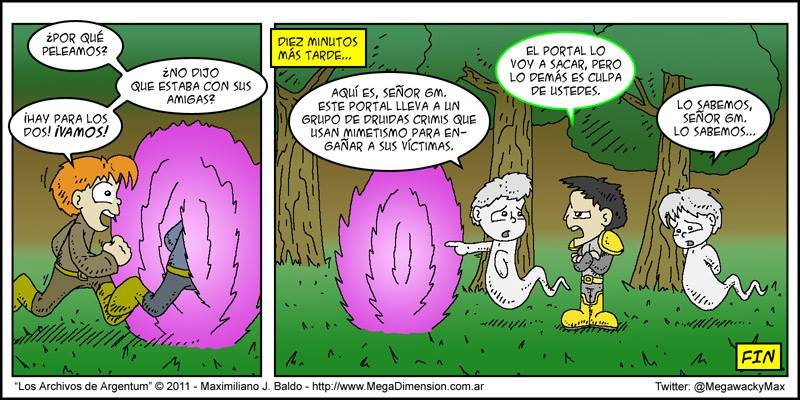 ¿POR QUÉ
PELEAMOS?
¿NO DIJO
QUE ESTABA CON SUS
AMIGAS?
¡HAY PARA LOS
DOS! ¡VAMOS!
DIEZ MINUTOS
MÁS TARDE...
AQUÍ ES, SEÑOR GM.
ESTE PORTAL LLEVA A UN
GRUPO DE DRUIDAS CRIMIS QUE
USAN MIMETISMO PARA EN-
GAÑAR A SUS VÍCTIMAS.
EL PORTAL LO
VOY A SACAR, PERO
LO DEMÁS ES CULPA
DE USTEDES.
LO SABEMOS,
SEÑOR GM.
LO SABEMOS...
FIN
"Los Archivos de Argentum" © 2011 - Maximiliano J. Baldo - http://www.MegaDimension.com.ar
Twitter: @MegawackyMax